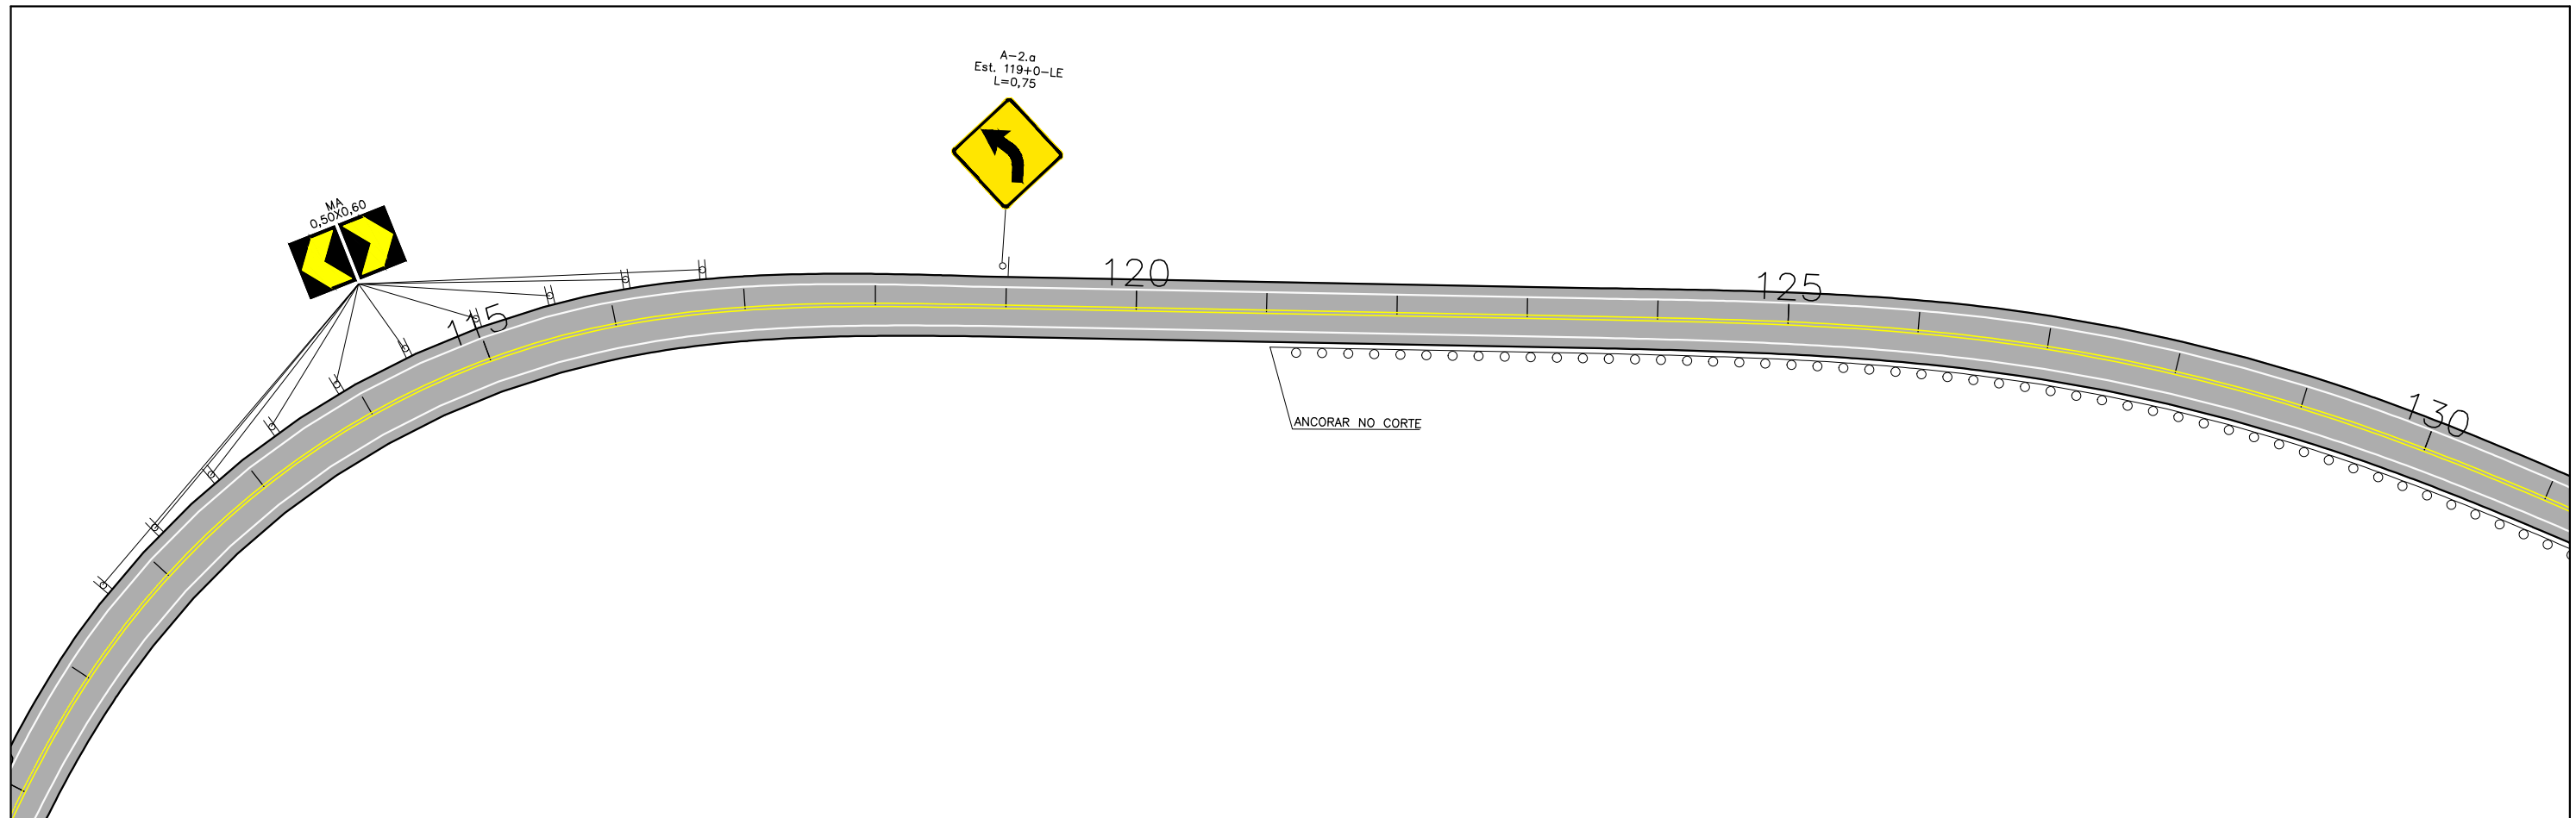 A-2.a
Est. 119+0-LE
L=0,75
MA
0,50X0,60
115
120
125
130
ANCORAR NO CORTE